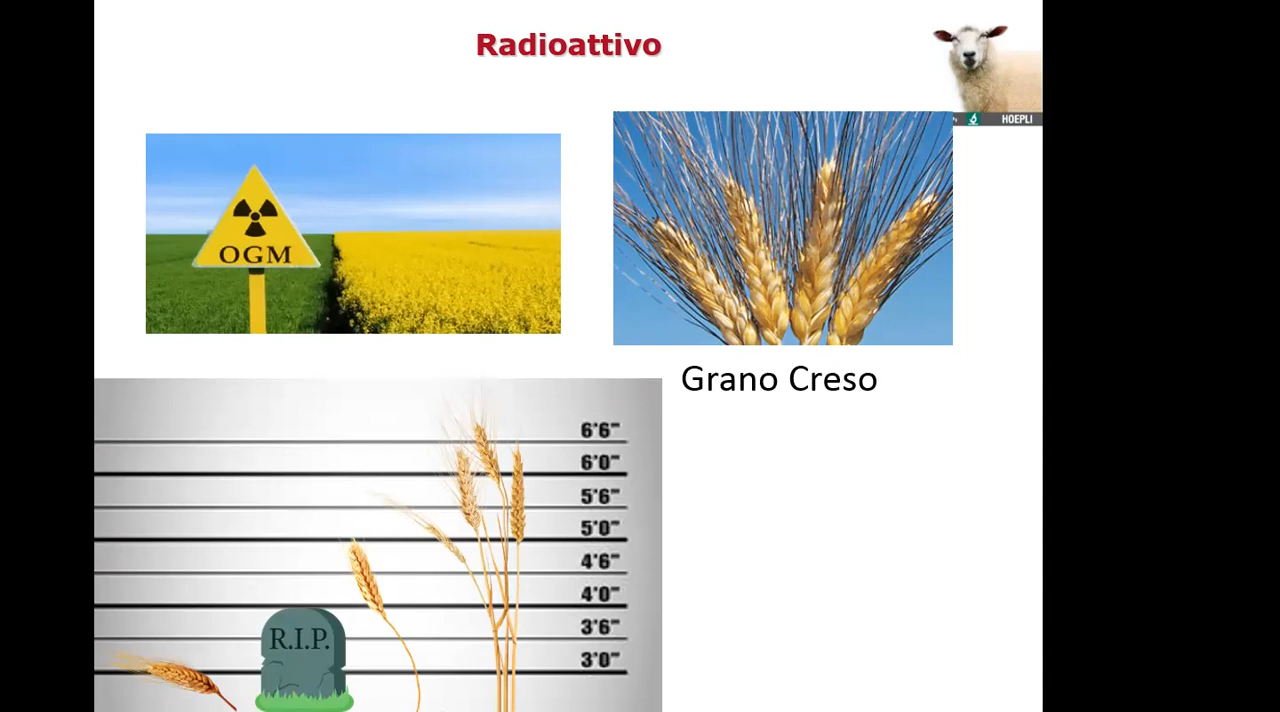 Radioattivo
HOEPLI
OGM
Grano Creso
6'6"
6'0"
5'6"
5'0"
4'6"
4'0"
3'6"
3'0"
R.I.P.